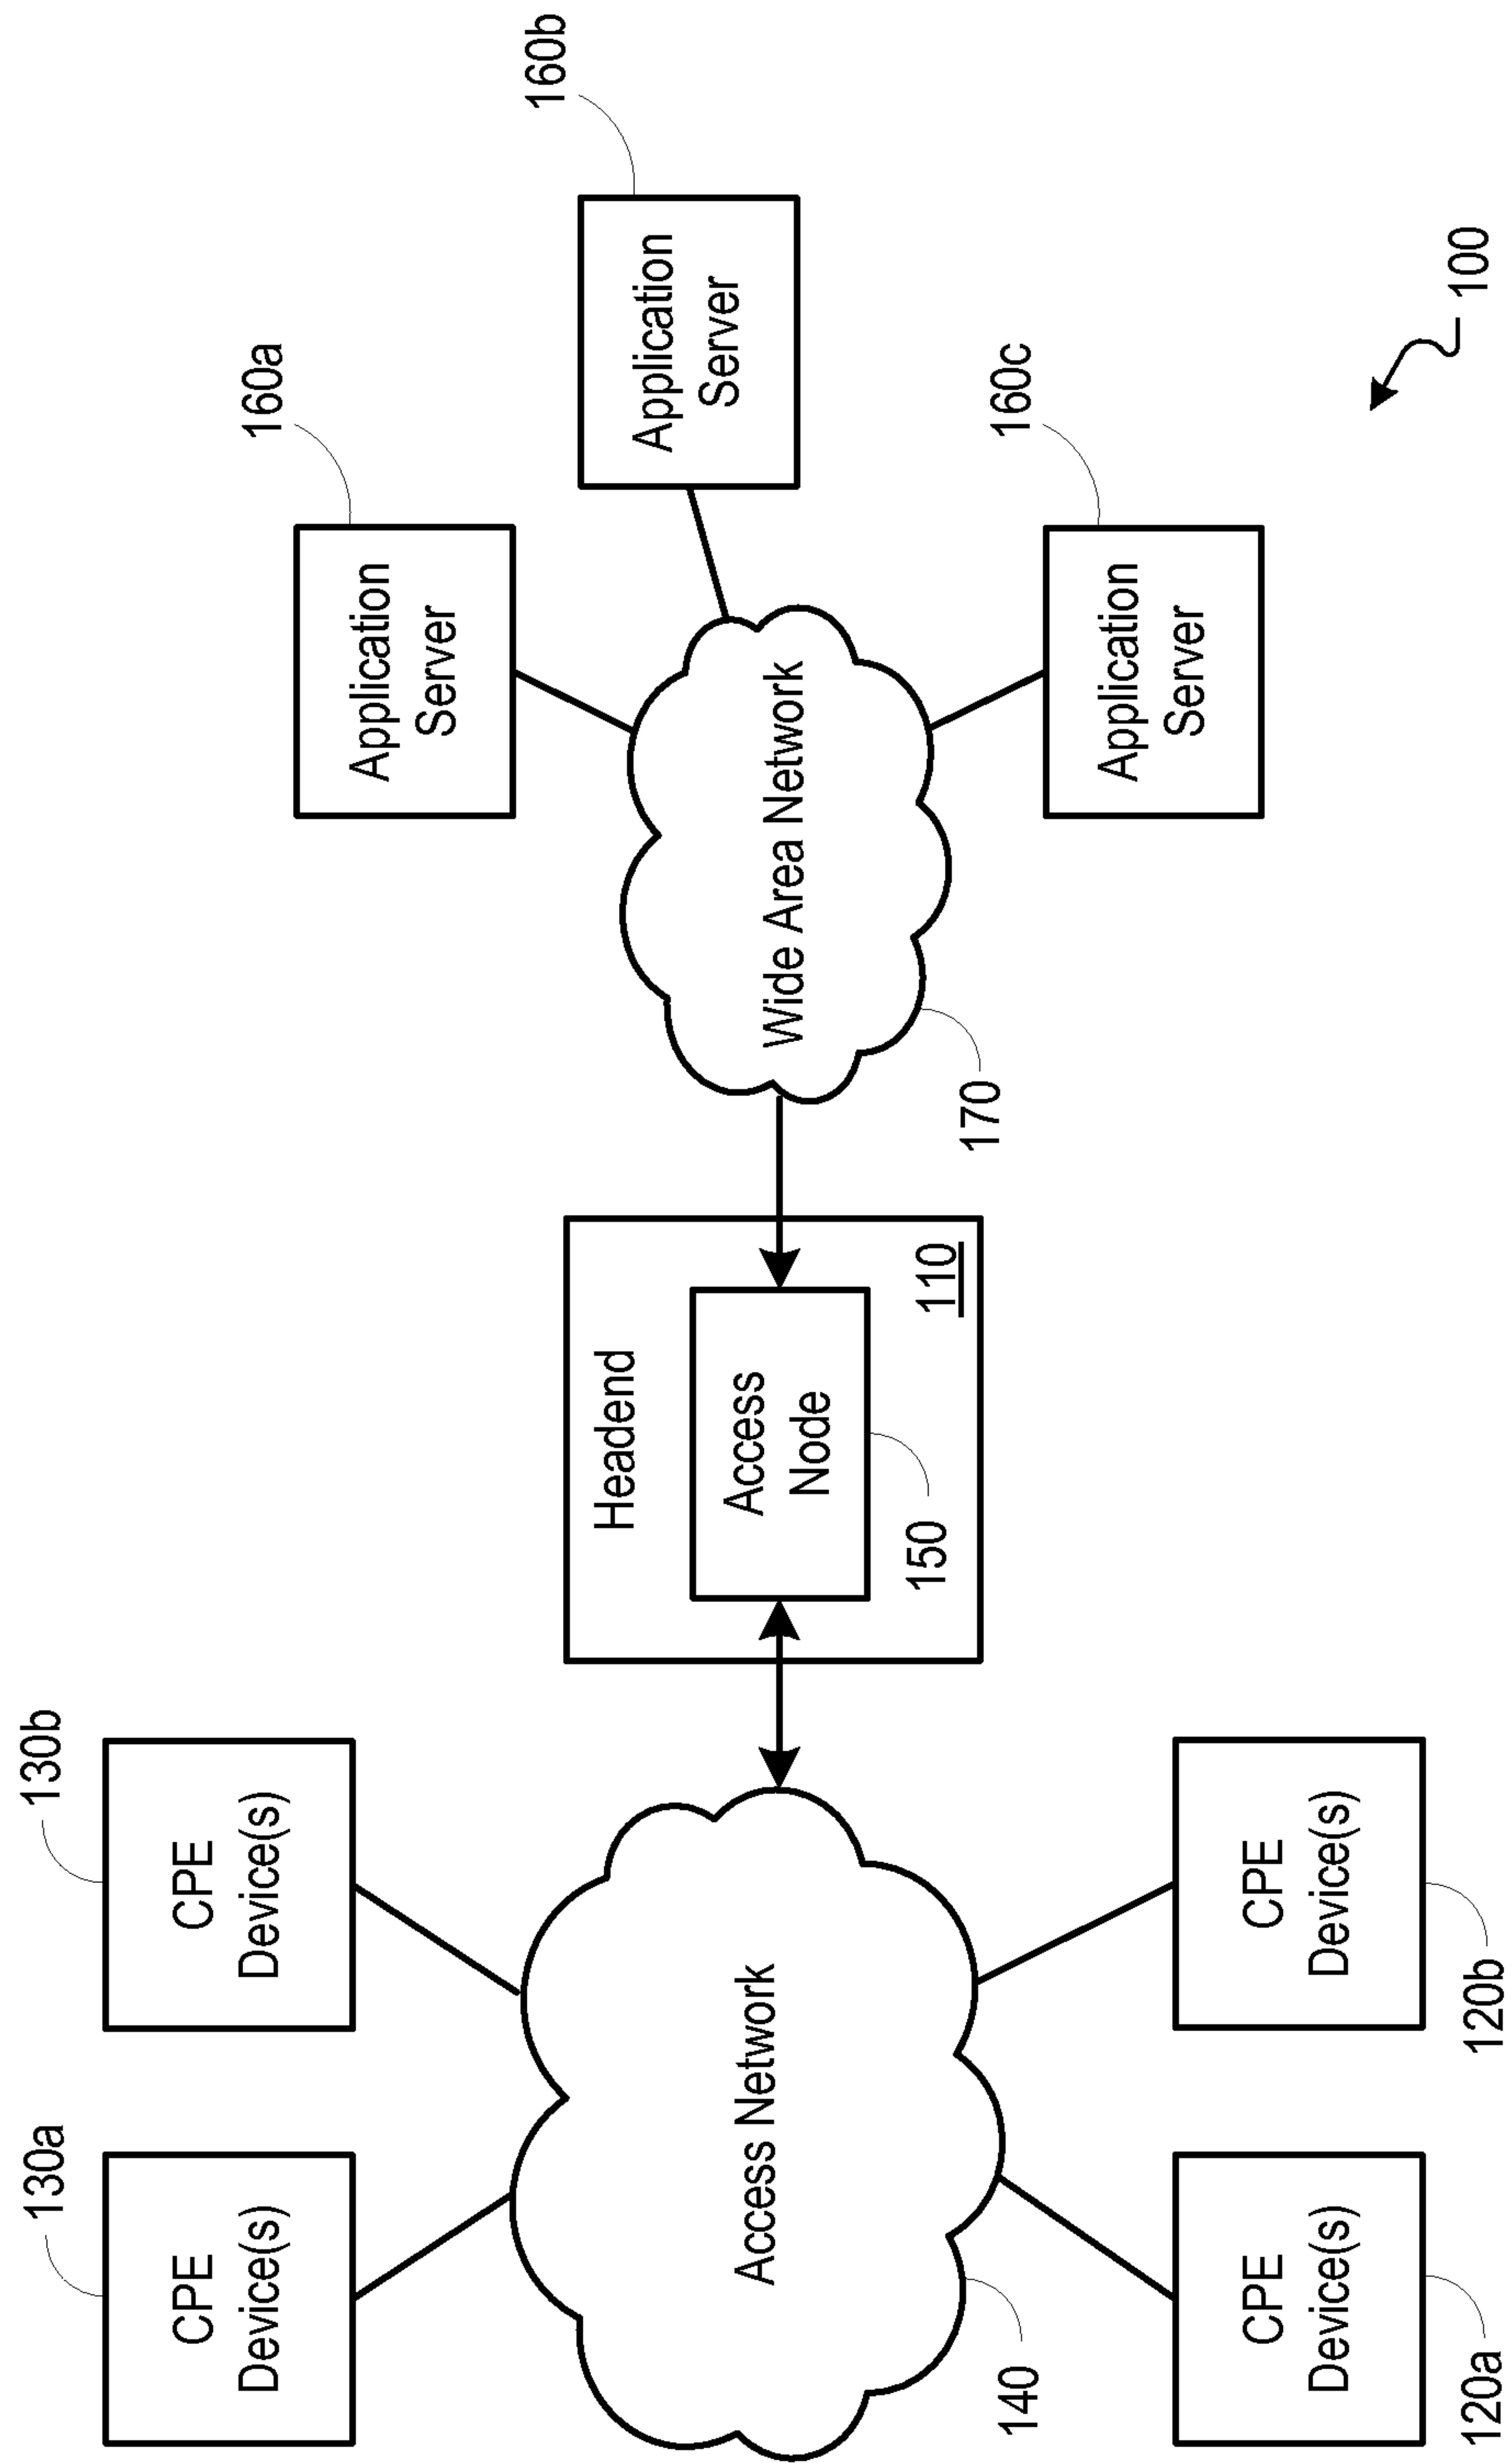 130a
130b
CPE
Device(s)
CPE
Device(s)
Access Network
140
CPE
Device(s)
CPE
Device(s)
120a
120b
Headend
Access
Node
150
110
Wide Area Network
170
160a
Application
Server
160b
Application
Server
160c
Application
Server
100